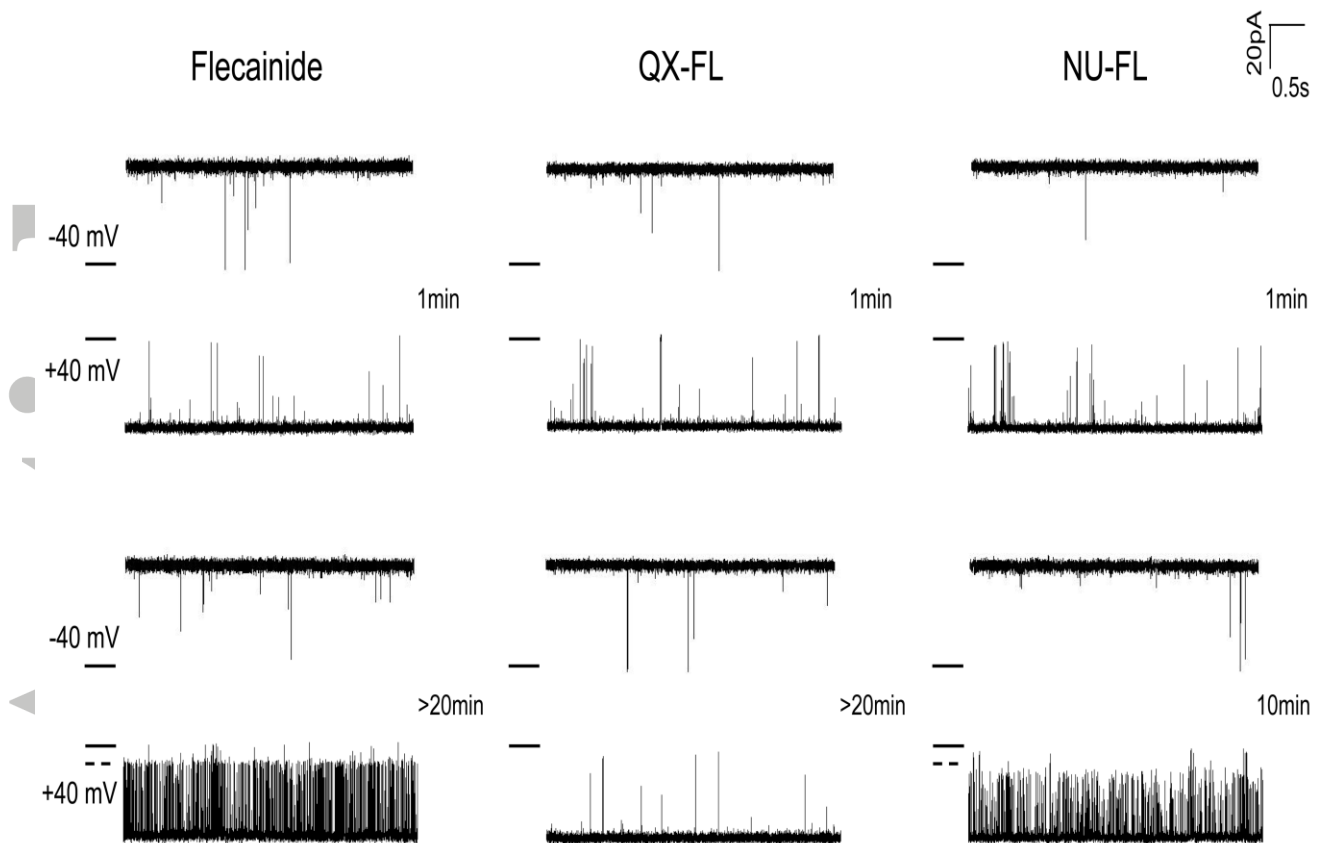 Flecainide QX-FL NU-FL 20pA
0.5s
-40 mV
1min 1min 1min
+40 mV
-40 mV
>20min >20min 10min
+40 mV